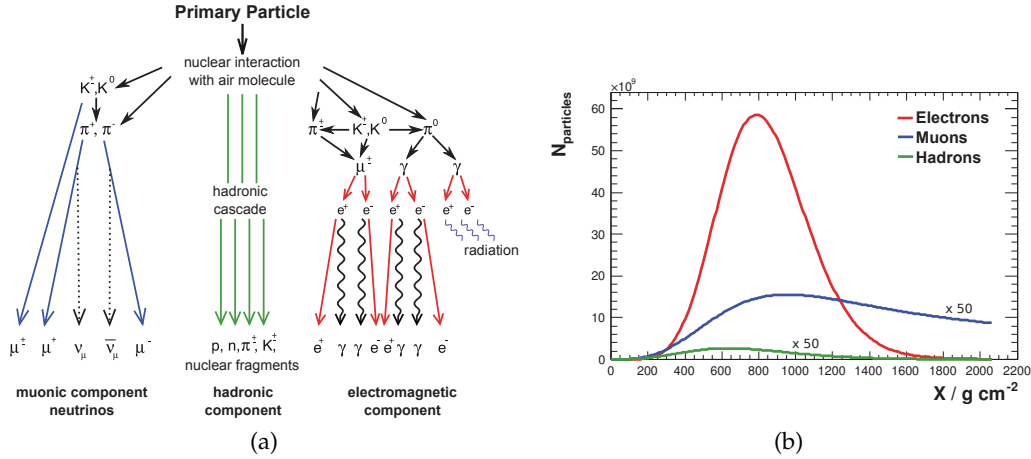 Primary Particle
nuclear interaction
with air molecule
K±,K⁰
π⁺, π⁻
π± K±,K⁰ π⁰
μ± γ γ
hadronic
cascade
e⁺ e⁻ e⁺ e⁻ e⁺ e⁻
radiation
μ± μ⁺ νμ ν̅μ μ⁻
p, n,π±, K±,
nuclear fragments
e⁺ γ γ e⁻ e⁺ γ γ e⁻
muonic component
neutrinos
hadronic
component
electromagnetic
component
(a)
×10⁹
Nparticles
60
50
40
30
20
10
0
Electrons
Muons
Hadrons
x 50
x 50
0 200 400 600 800 1000 1200 1400 1600 1800 2000 2200
X / g cm⁻²
(b)